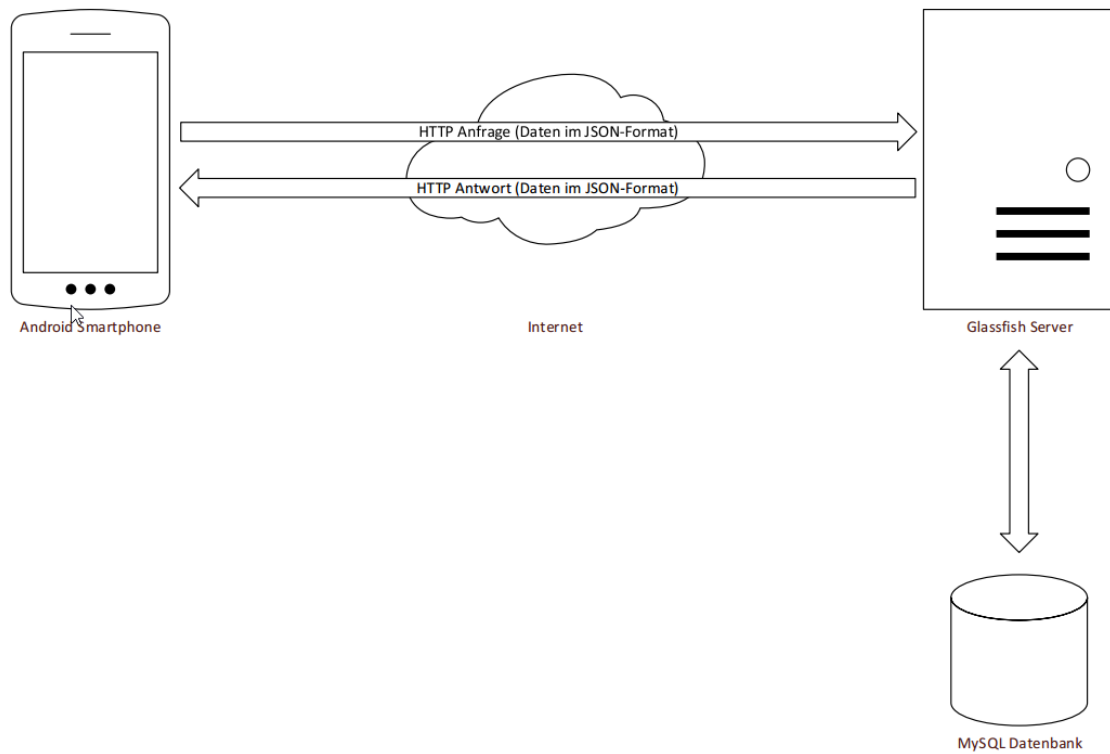 HTTP Anfrage (Daten im JSON-Format)
HTTP Antwort (Daten im JSON-Format)
Android Smartphone
Internet
Glassfish Server
MySQL Datenbank